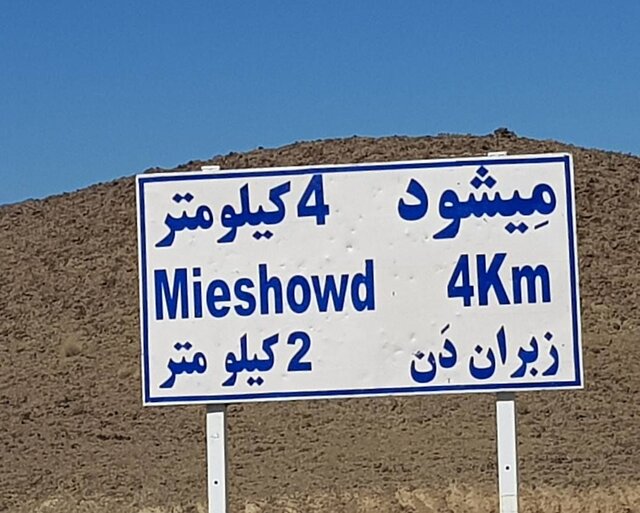 مِیشود 4 کیلومتر
Mieshowd 4Km
زبران دَن 2 کیلو متر